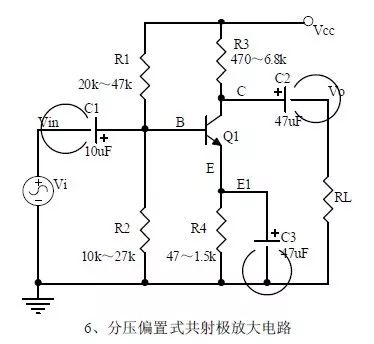 Vcc
R1
20k～47k
R3
470～6.8k
C2
Vo
C
47uF
Vin
C1
B
Q1
10uF
Vi
E
E1
R2
10k～27k
R4
47～1.5k
C3
47uF
RL
6、分压偏置式共射极放大电路